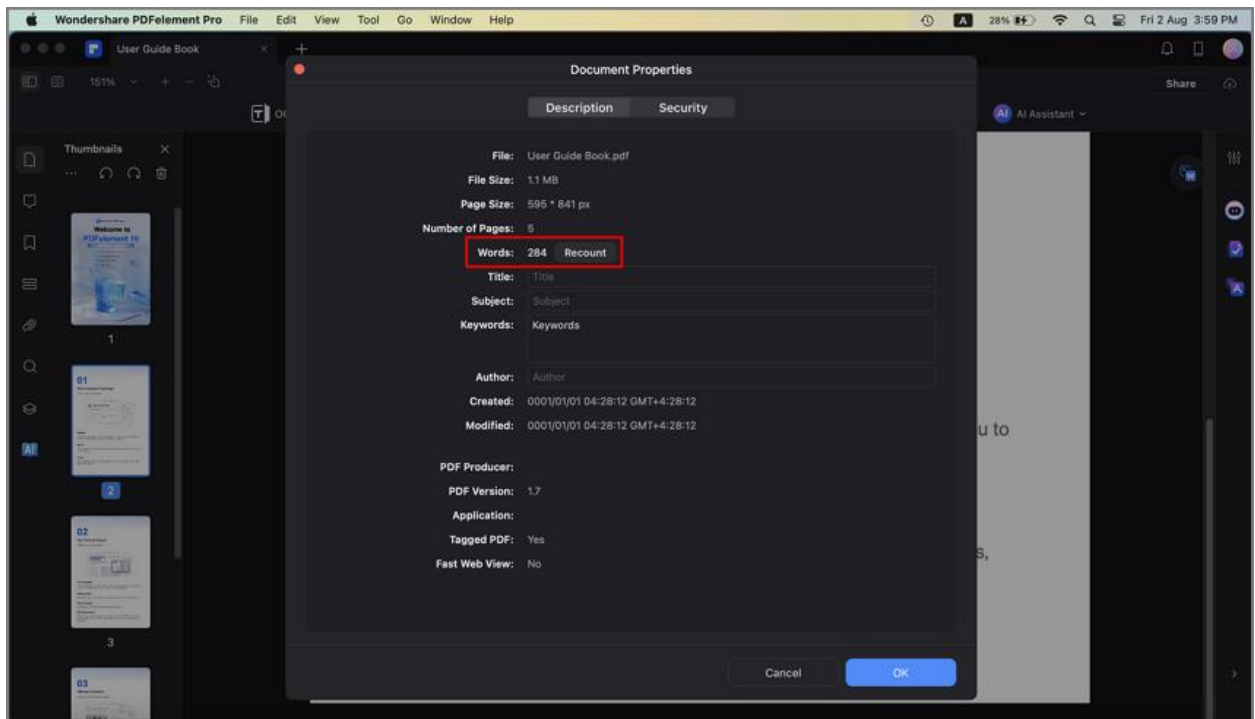 Wondershare PDFelement Pro File Edit View Tool Go Window Help A 28% Fri 2 Aug 3:59 PM
User Guide Book × +
Document Properties
151% Share
Description Security
T OC
AI AI Assistant
Thumbnails ×
File: User Guide Book.pdf
File Size: 1.1 MB
Page Size: 595 * 841 px
Number of Pages: 5
Words: 284 Recount
Title: Title
Subject: Subject
Keywords: Keywords
Author: Author
Created: 0001/01/01 04:28:12 GMT+4:28:12
Modified: 0001/01/01 04:28:12 GMT+4:28:12
PDF Producer:
PDF Version: 1.7
Application:
Tagged PDF: Yes
Fast Web View: No
Cancel OK
Welcome to
PDFelement 10
1
01
2
02
3
03
AI
W
A
u to
s,